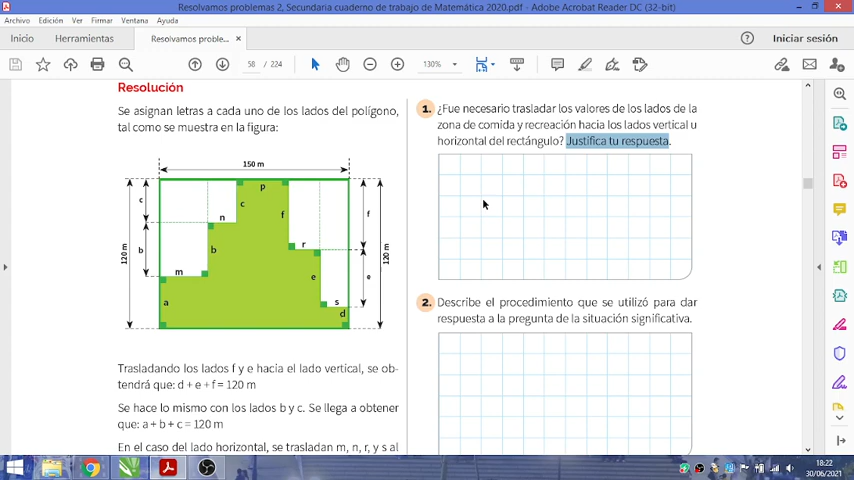 Resolvamos problemas 2, Secundaria cuaderno de trabajo de Matemática 2020.pdf - Adobe Acrobat Reader DC (32-bit)
Archivo Edición Ver Firmar Ventana Ayuda
Inicio Herramientas Resolvamos proble... × Iniciar sesión
58 / 224 130%
Resolución
Se asignan letras a cada uno de los lados del polígono,
tal como se muestra en la figura:
150 m
p
c
c
f
f
n
120 m
b
b
r
120 m
m
e
e
a
s
d
Trasladando los lados f y e hacia el lado vertical, se ob-
tendrá que: d + e + f = 120 m
Se hace lo mismo con los lados b y c. Se llega a obtener
que: a + b + c = 120 m
En el caso del lado horizontal, se trasladan m, n, r, y s al
1. ¿Fue necesario trasladar los valores de los lados de la
zona de comida y recreación hacia los lados vertical u
horizontal del rectángulo? Justifica tu respuesta.
2. Describe el procedimiento que se utilizó para dar
respuesta a la pregunta de la situación significativa.
18:22
30/06/2021